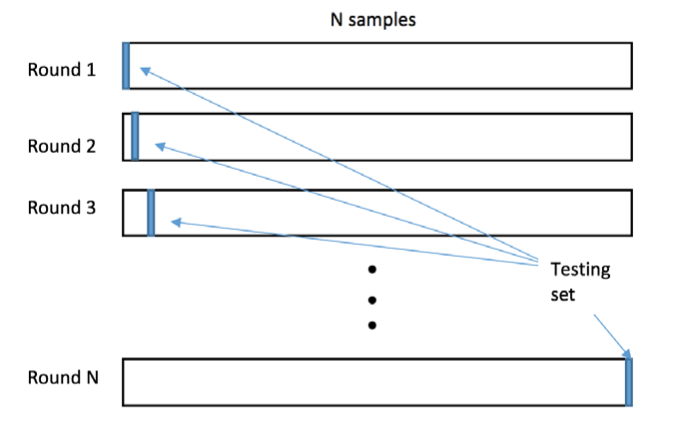 N samples
Round 1
Round 2
Round 3
Testing
set
Round N